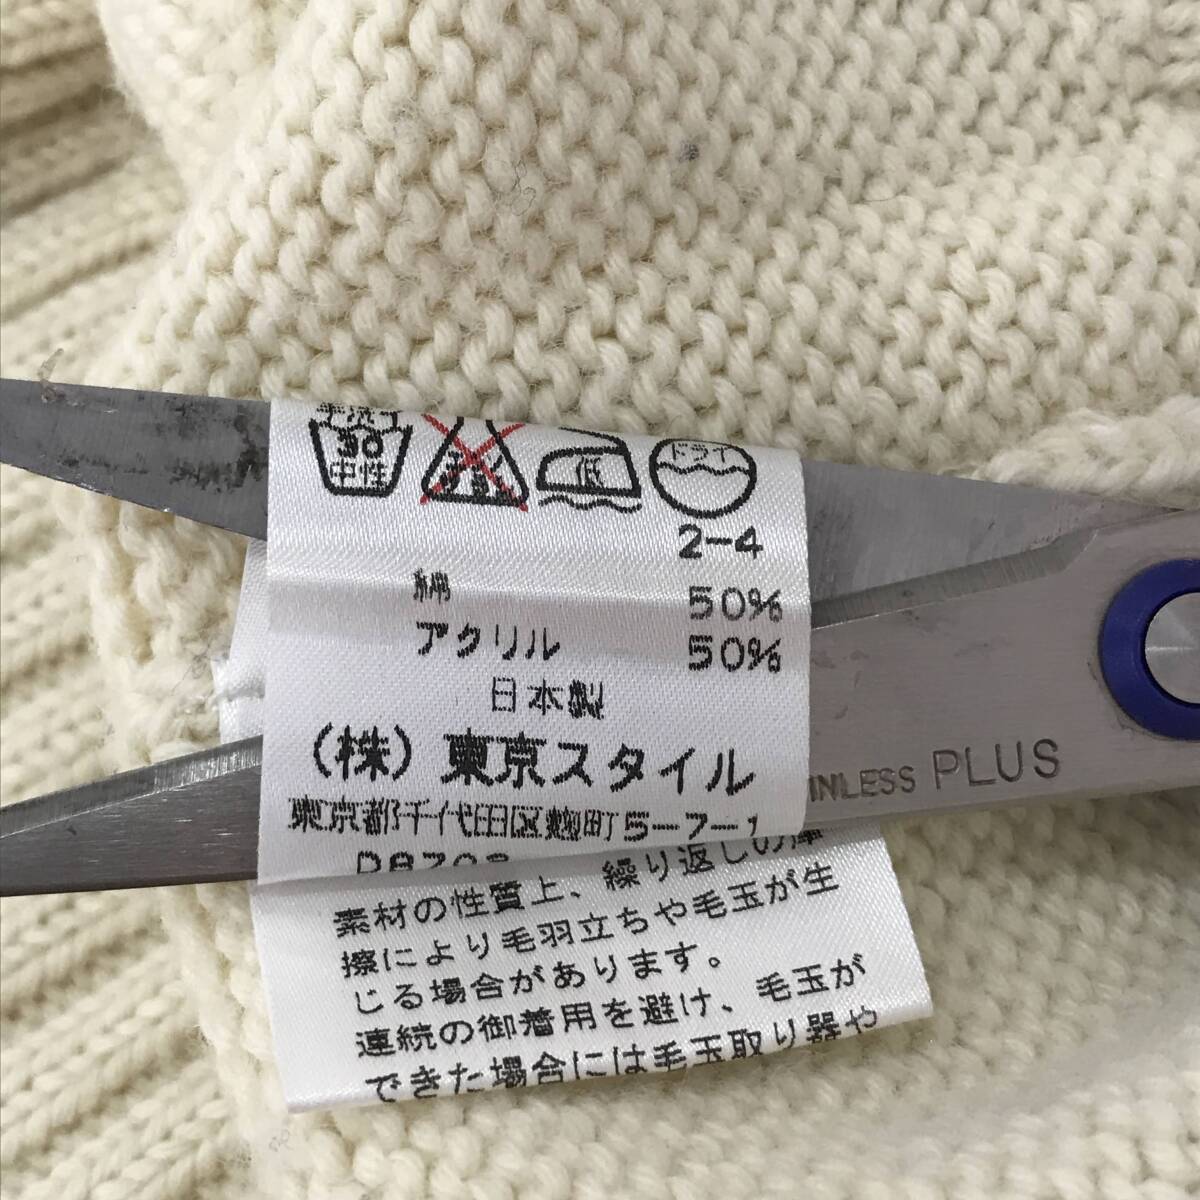 手洗イ
30
中性
低
ドライ
2-4
綿 50%
アクリル 50%
日本製
(株)東京スタイル
東京都千代田区麹町5-7-1
INLESS PLUS
素材の性質上、繰り返しの摩
擦により毛羽立ちや毛玉が生
じる場合があります。
連続の御着用を避け、毛玉が
できた場合には毛玉取り器や